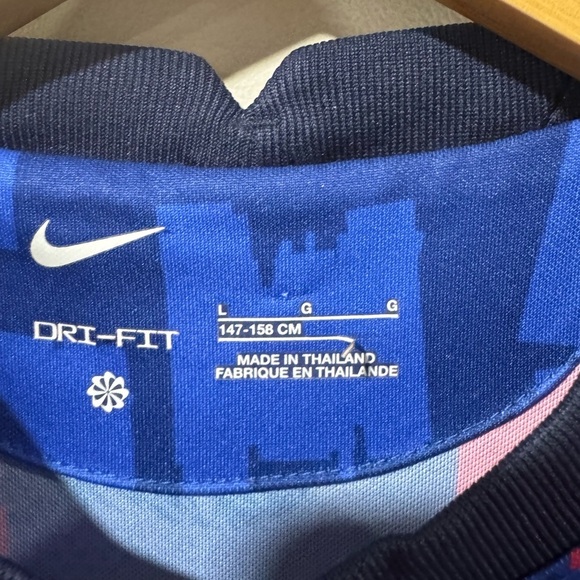 L G G
147-158 CM
DRI-FIT
MADE IN THAILAND
FABRIQUE EN THAILANDE